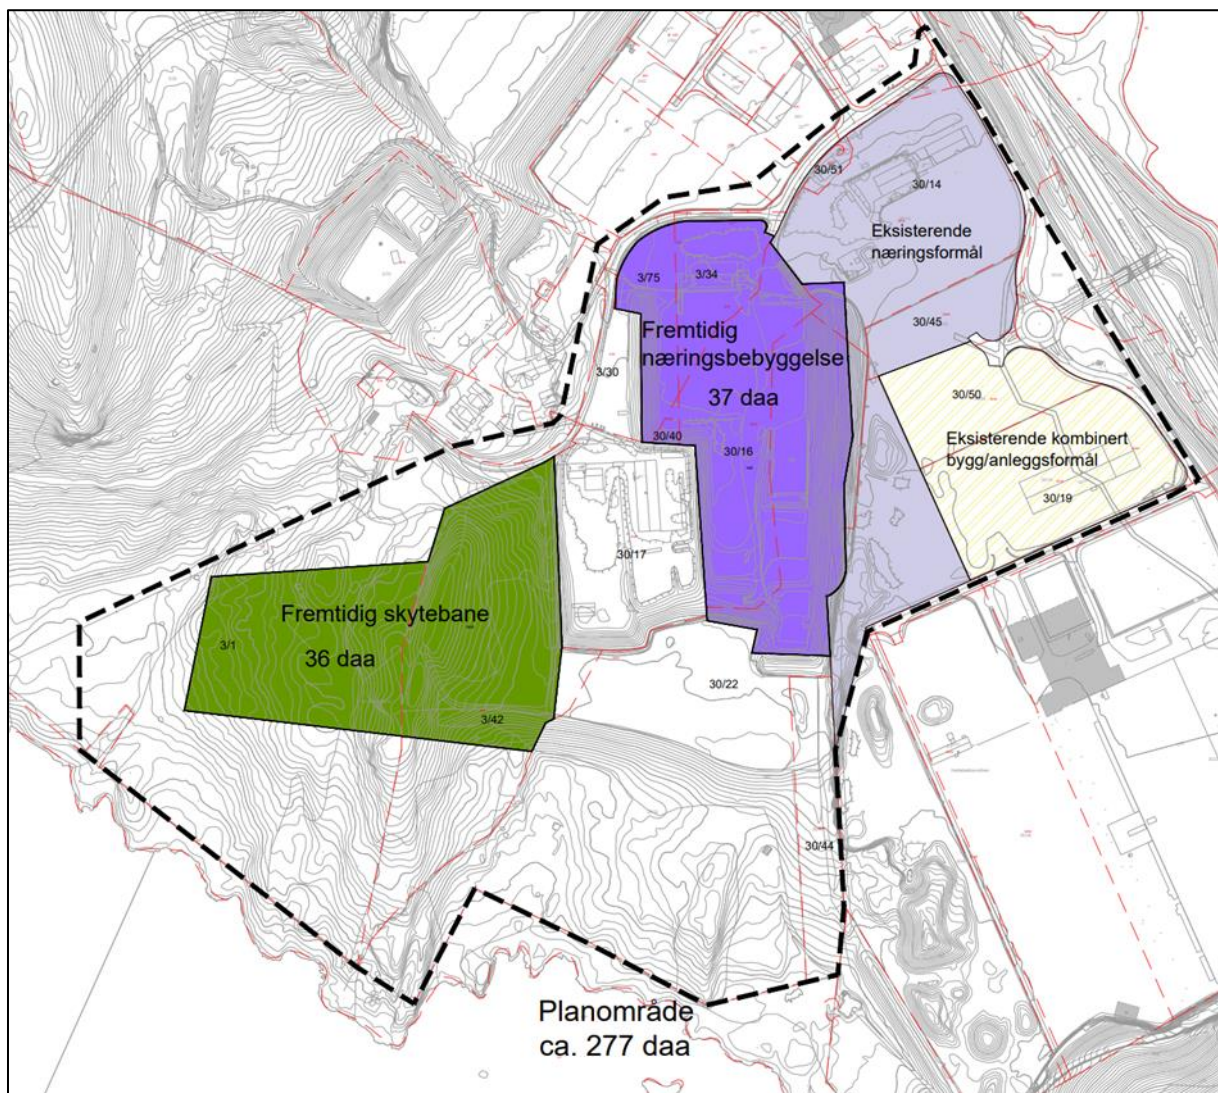 30/51
30/14
Eksisterende
næringsformål
3/75
3/34
30/45
Fremtidig
næringsbebyggelse
37 daa
3/30
30/50
30/40
30/16
Eksisterende kombinert
bygg/anleggsformål
30/19
30/17
Fremtidig skytebane
36 daa
3/1
30/22
3/42
30/44
Planområde
ca. 277 daa